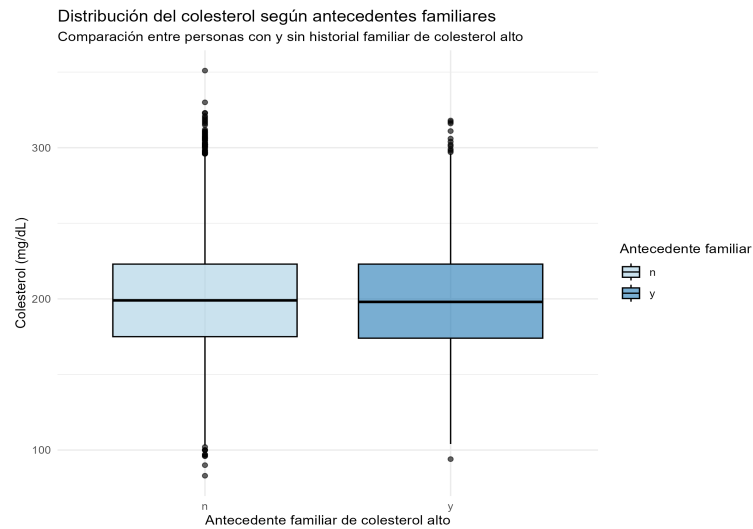 Distribución del colesterol según antecedentes familiares
Comparación entre personas con y sin historial familiar de colesterol alto
Colesterol (mg/dL)
300
200
100
n
y
Antecedente familiar de colesterol alto
Antecedente familiar
n
y